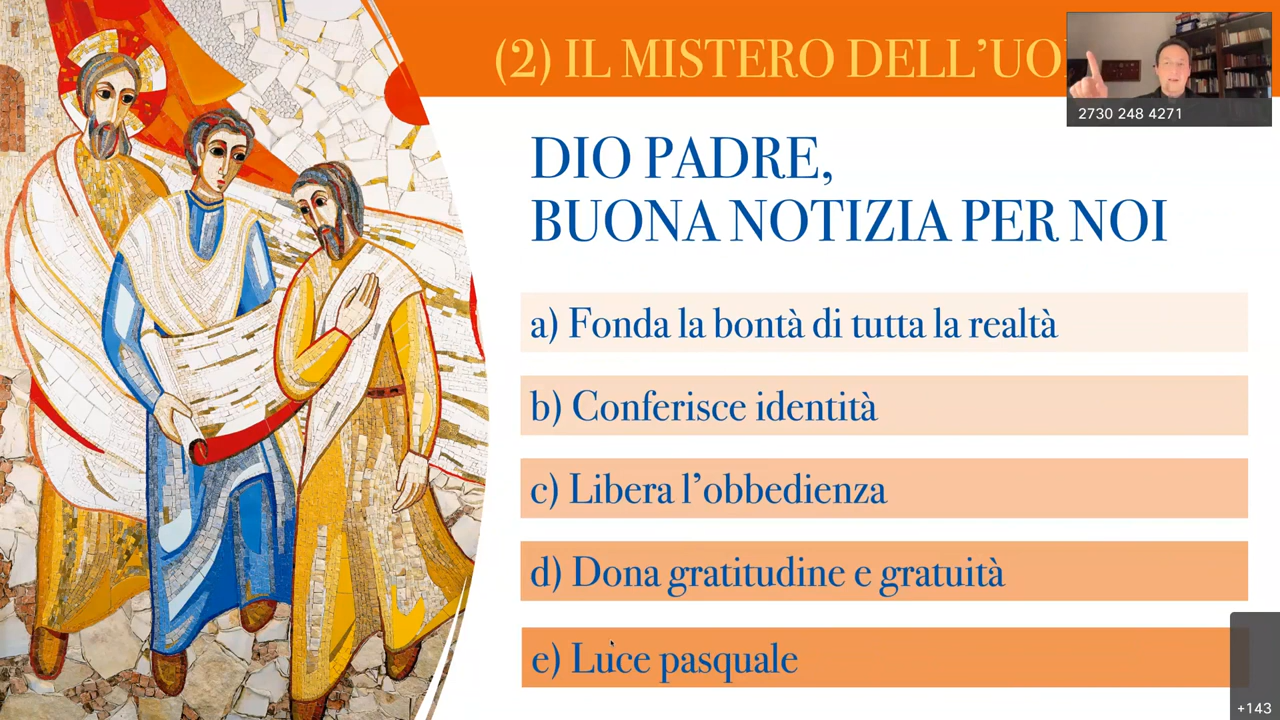 (2) IL MISTERO DELL’UO
2730 248 4271
DIO PADRE,
BUONA NOTIZIA PER NOI
a) Fonda la bontà di tutta la realtà
b) Conferisce identità
c) Libera l’obbedienza
d) Dona gratitudine e gratuità
e) Luce pasquale
+143